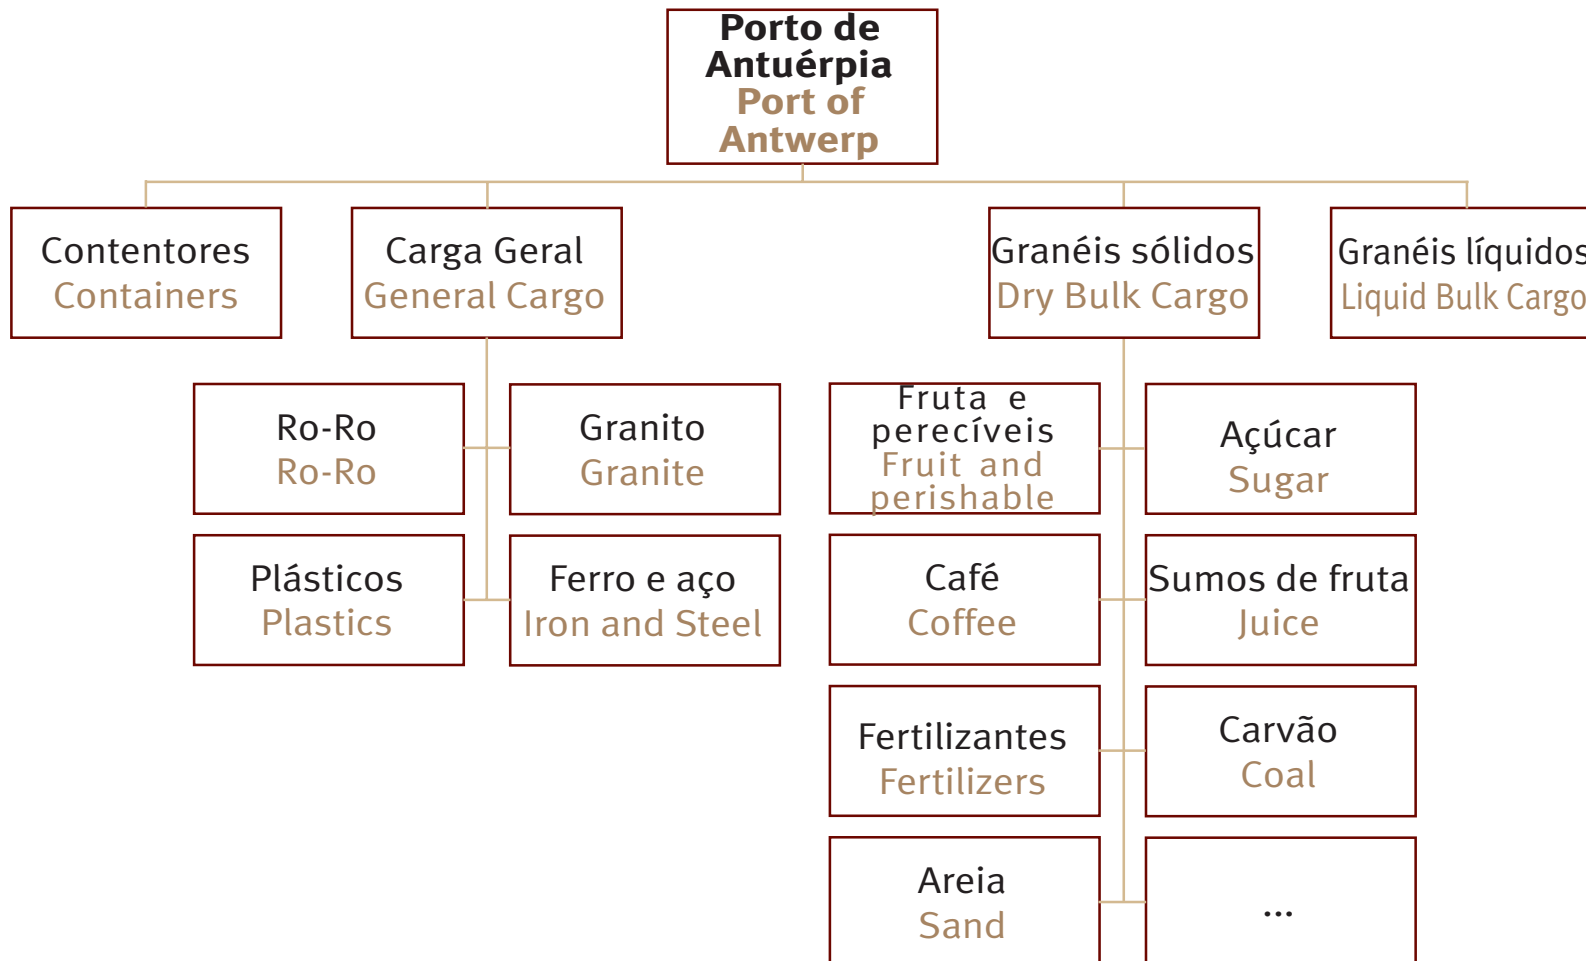 Porto de
Antuérpia
Port of
Antwerp
Contentores
Containers
Carga Geral
General Cargo
Granéis sólidos
Dry Bulk Cargo
Granéis líquidos
Liquid Bulk Cargo
Ro-Ro
Ro-Ro
Granito
Granite
Fruta e
perecíveis
Fruit and
perishable
Açúcar
Sugar
Plásticos
Plastics
Ferro e aço
Iron and Steel
Café
Coffee
Sumos de fruta
Juice
Fertilizantes
Fertilizers
Carvão
Coal
Areia
Sand
...